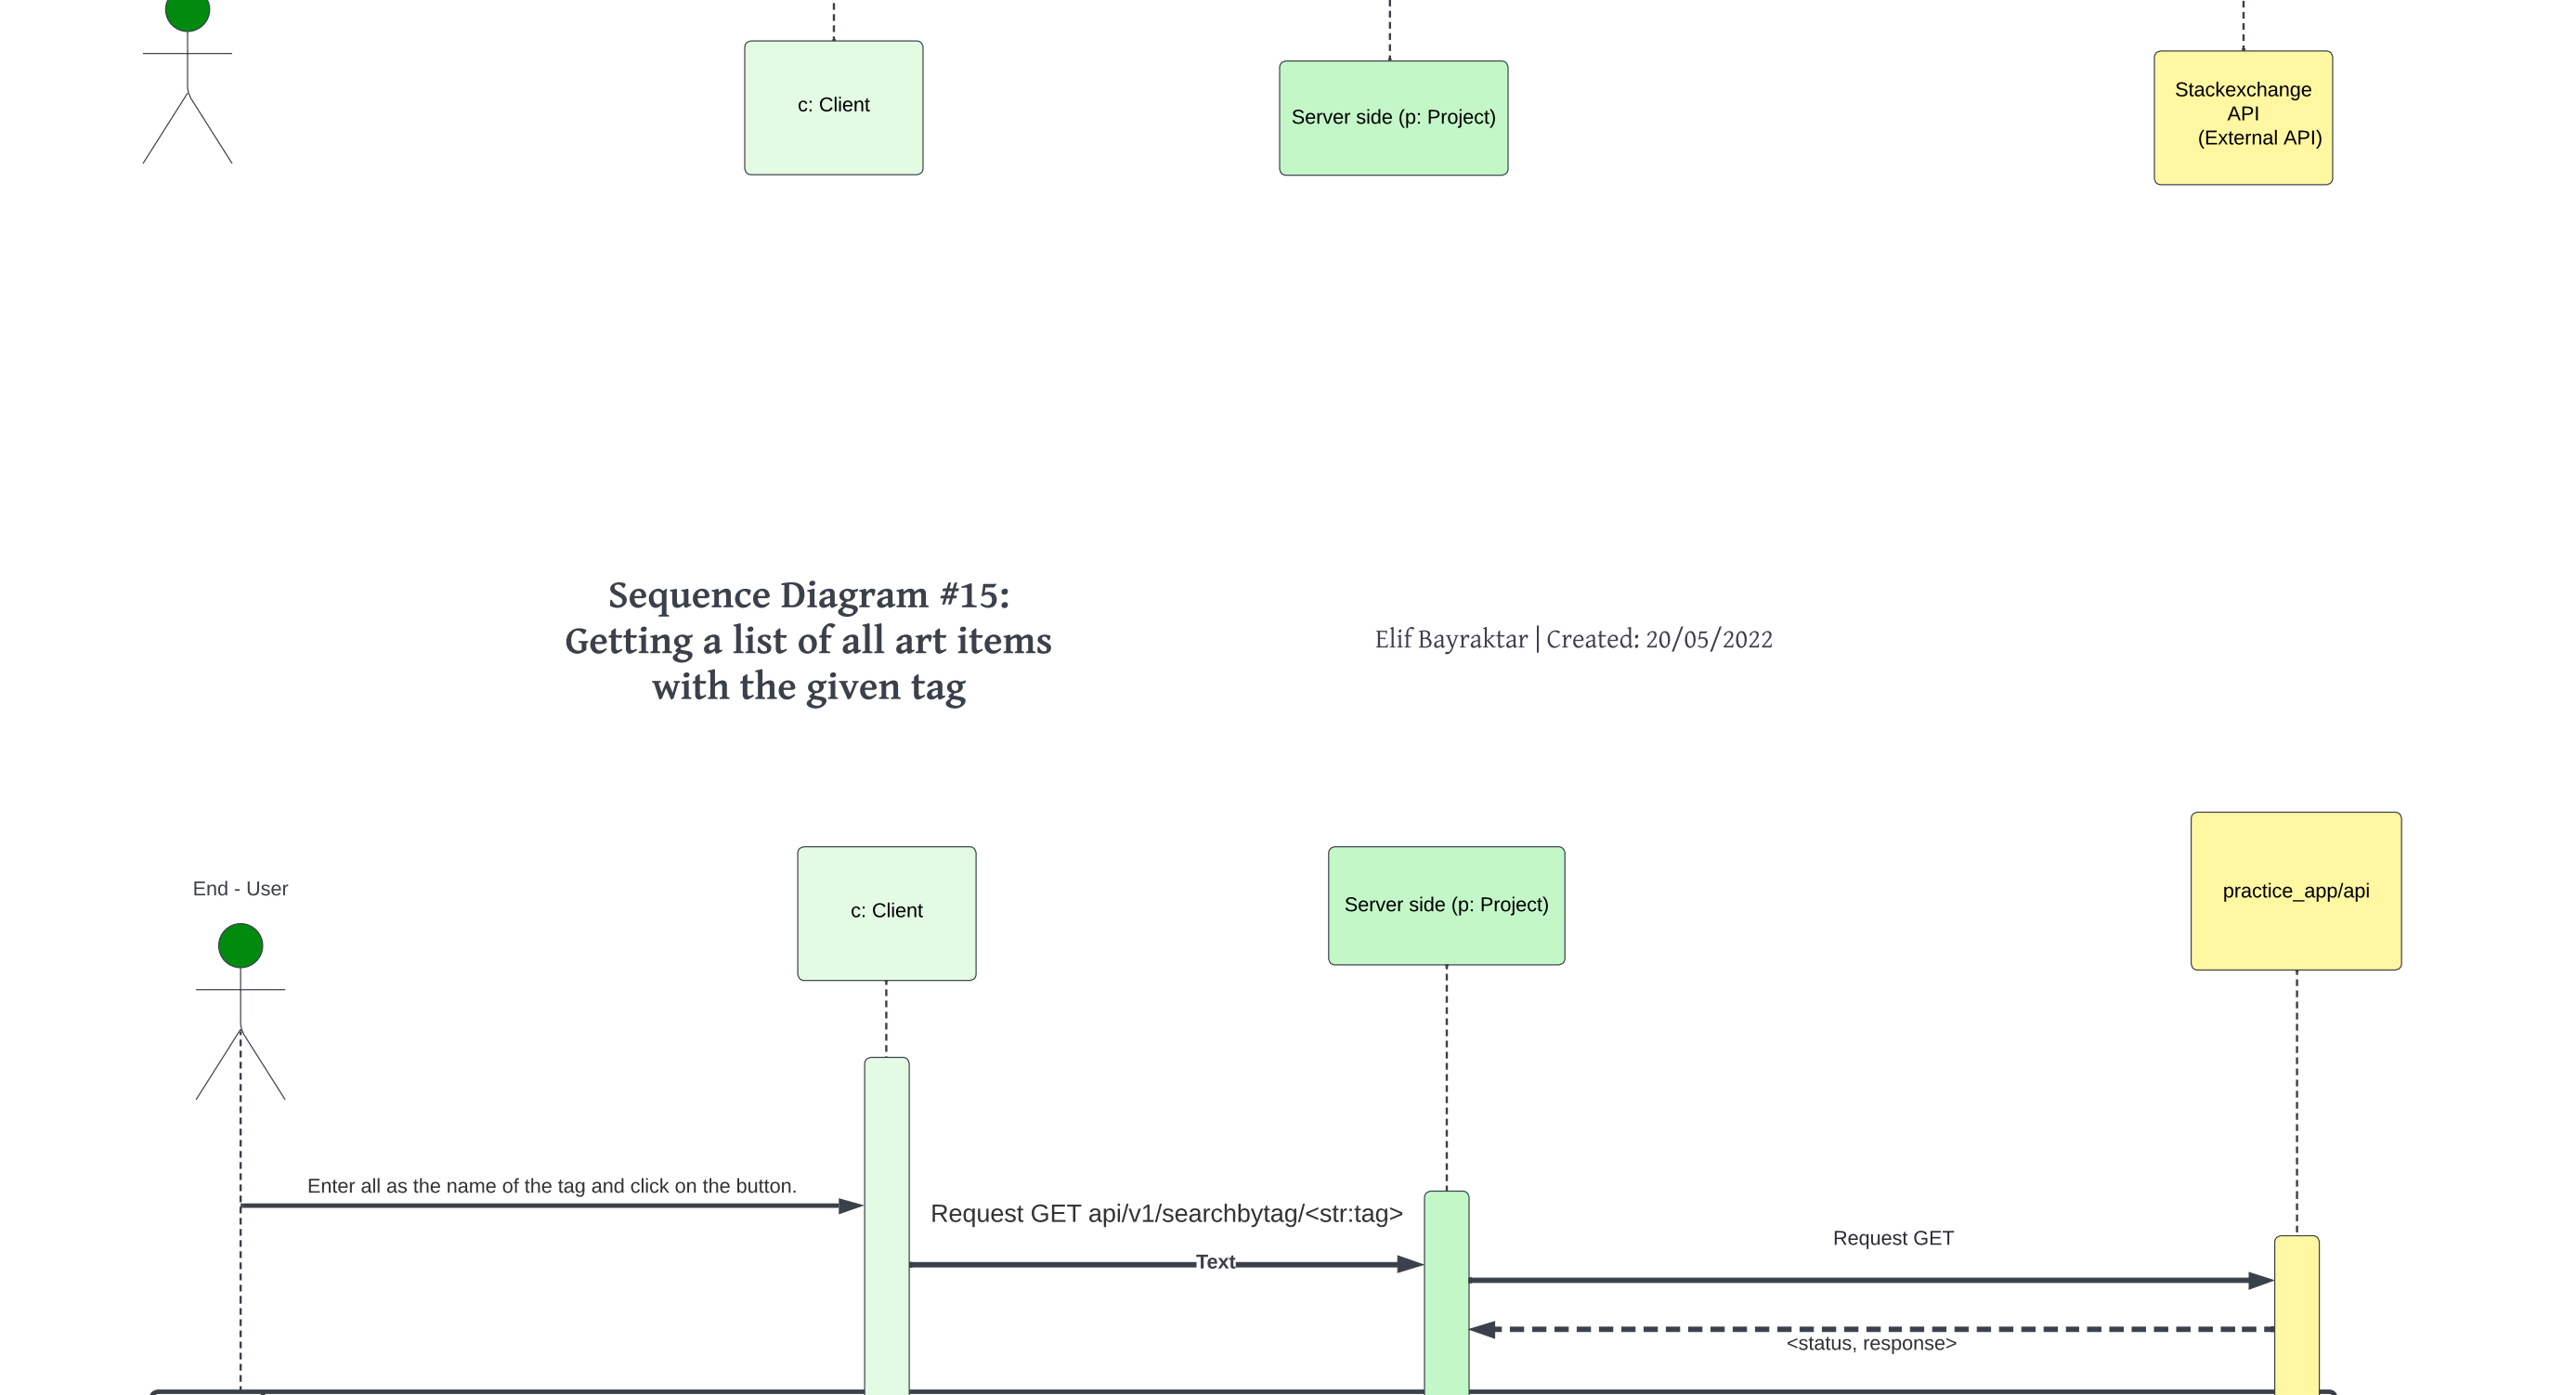 c: Client
Server side (p: Project)
Stackexchange
API
(External API)
Sequence Diagram #15:
Getting a list of all art items
with the given tag
Elif Bayraktar | Created: 20/05/2022
End - User
c: Client
Server side (p: Project)
practice_app/api
Enter all as the name of the tag and click on the button.
Request GET api/v1/searchbytag/<str:tag>
Text
Request GET
<status, response>